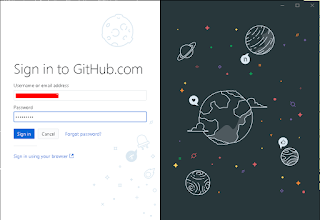 Sign in to GitHub.com
Username or email address
Password
Sign in Cancel Forgot password?
Sign in using your browser